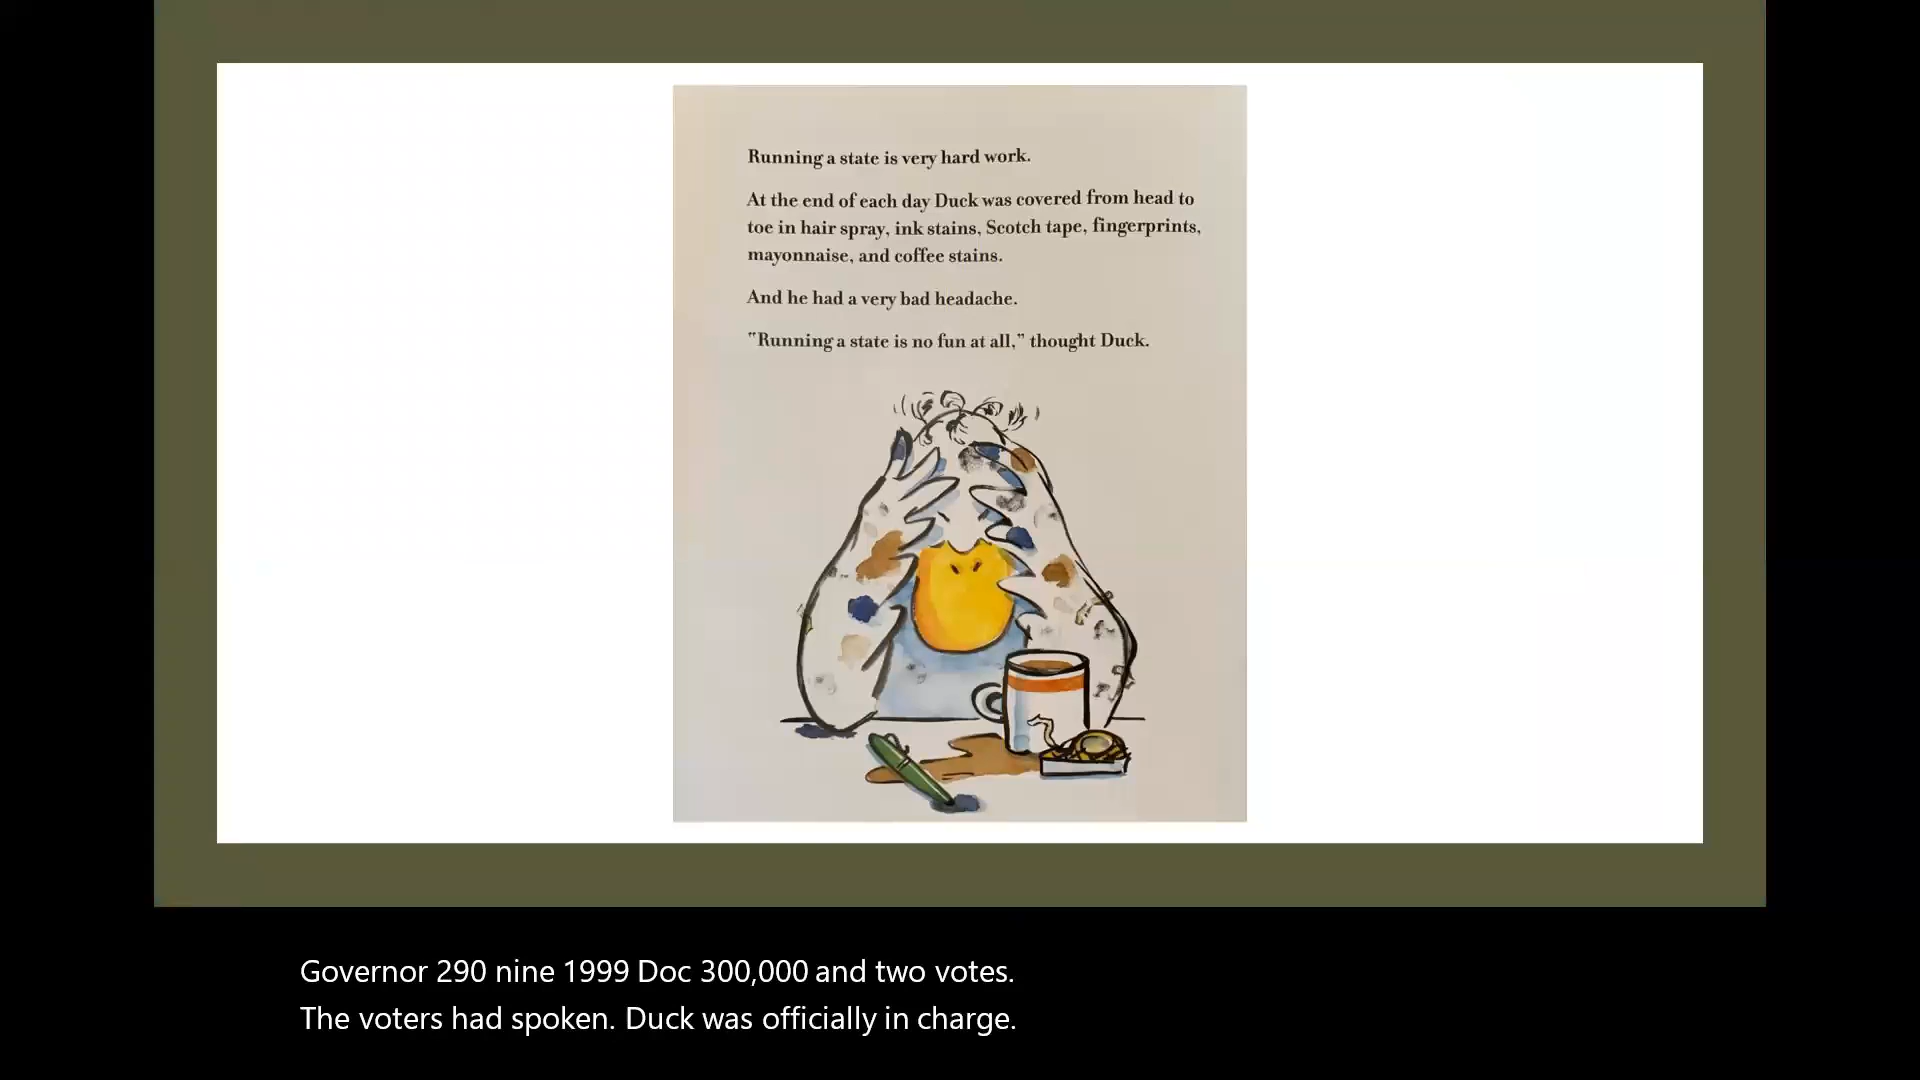 Running a state is very hard work.
At the end of each day Duck was covered from head to
toe in hair spray, ink stains, Scotch tape, fingerprints,
mayonnaise, and coffee stains.
And he had a very bad headache.
"Running a state is no fun at all,” thought Duck.
Governor 290 nine 1999 Doc 300,000 and two votes.
The voters had spoken. Duck was officially in charge.